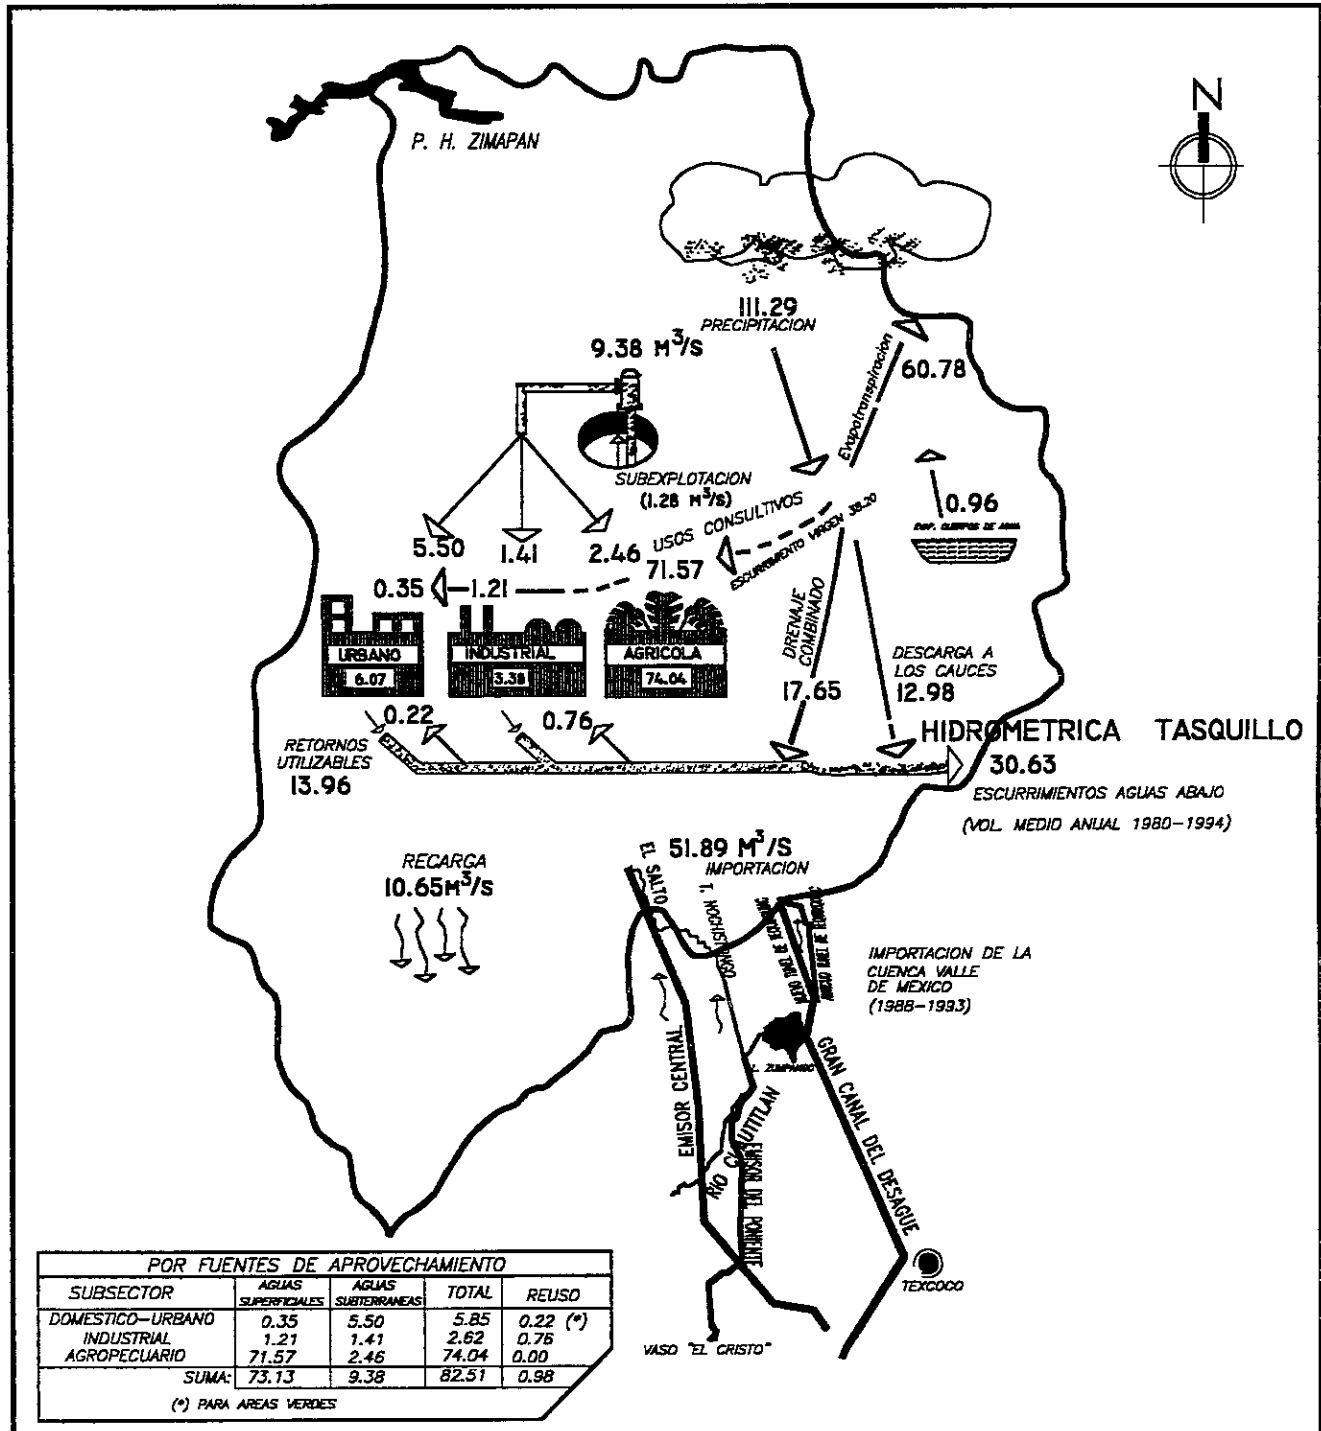 N
P. H. ZIMAPAN
111.29
PRECIPITACION
9.38 M³/S
Evapotranspiracion
60.78
SUBEXPLOTACION
(1.28 M³/S)
USOS CONSULTIVOS
ESCURRIMIENTO VIRGEN 38.20
0.96
EVAP. CUERPOS DE AGUA
5.50
1.41
2.46
71.57
0.35
1.21
URBANO
6.07
INDUSTRIAL
3.38
AGRICOLA
74.04
DRENAJE
COMBINADO
17.65
DESCARGA A
LOS CAUCES
12.98
0.22
0.76
RETORNOS
UTILIZABLES
13.96
HIDROMETRICA TASQUILLO
30.63
ESCURRIMIENTOS AGUAS ABAJO
(VOL. MEDIO ANUAL 1980-1994)
RECARGA
10.65M³/S
51.89 M³/S
IMPORTACION
EL SALTO
T. NOCHISTONGO
IMPORTACION DE LA
CUENCA VALLE
DE MEXICO
(1988-1993)
L. ZUMPANGO
EMISOR CENTRAL
RIO CUAUTITLAN
EMISOR DEL PONIENTE
GRAN CANAL DEL DESAGUE
TEXCOCO
VASO "EL CRISTO"
POR FUENTES DE APROVECHAMIENTO
SUBSECTOR AGUAS SUPERFICIALES AGUAS SUBTERRANEAS TOTAL REUSO
DOMESTICO-URBANO 0.35 5.50 5.85 0.22 (*)
INDUSTRIAL 1.21 1.41 2.62 0.76
AGROPECUARIO 71.57 2.46 74.04 0.00
SUMA: 73.13 9.38 82.51 0.98
(*) PARA AREAS VERDES